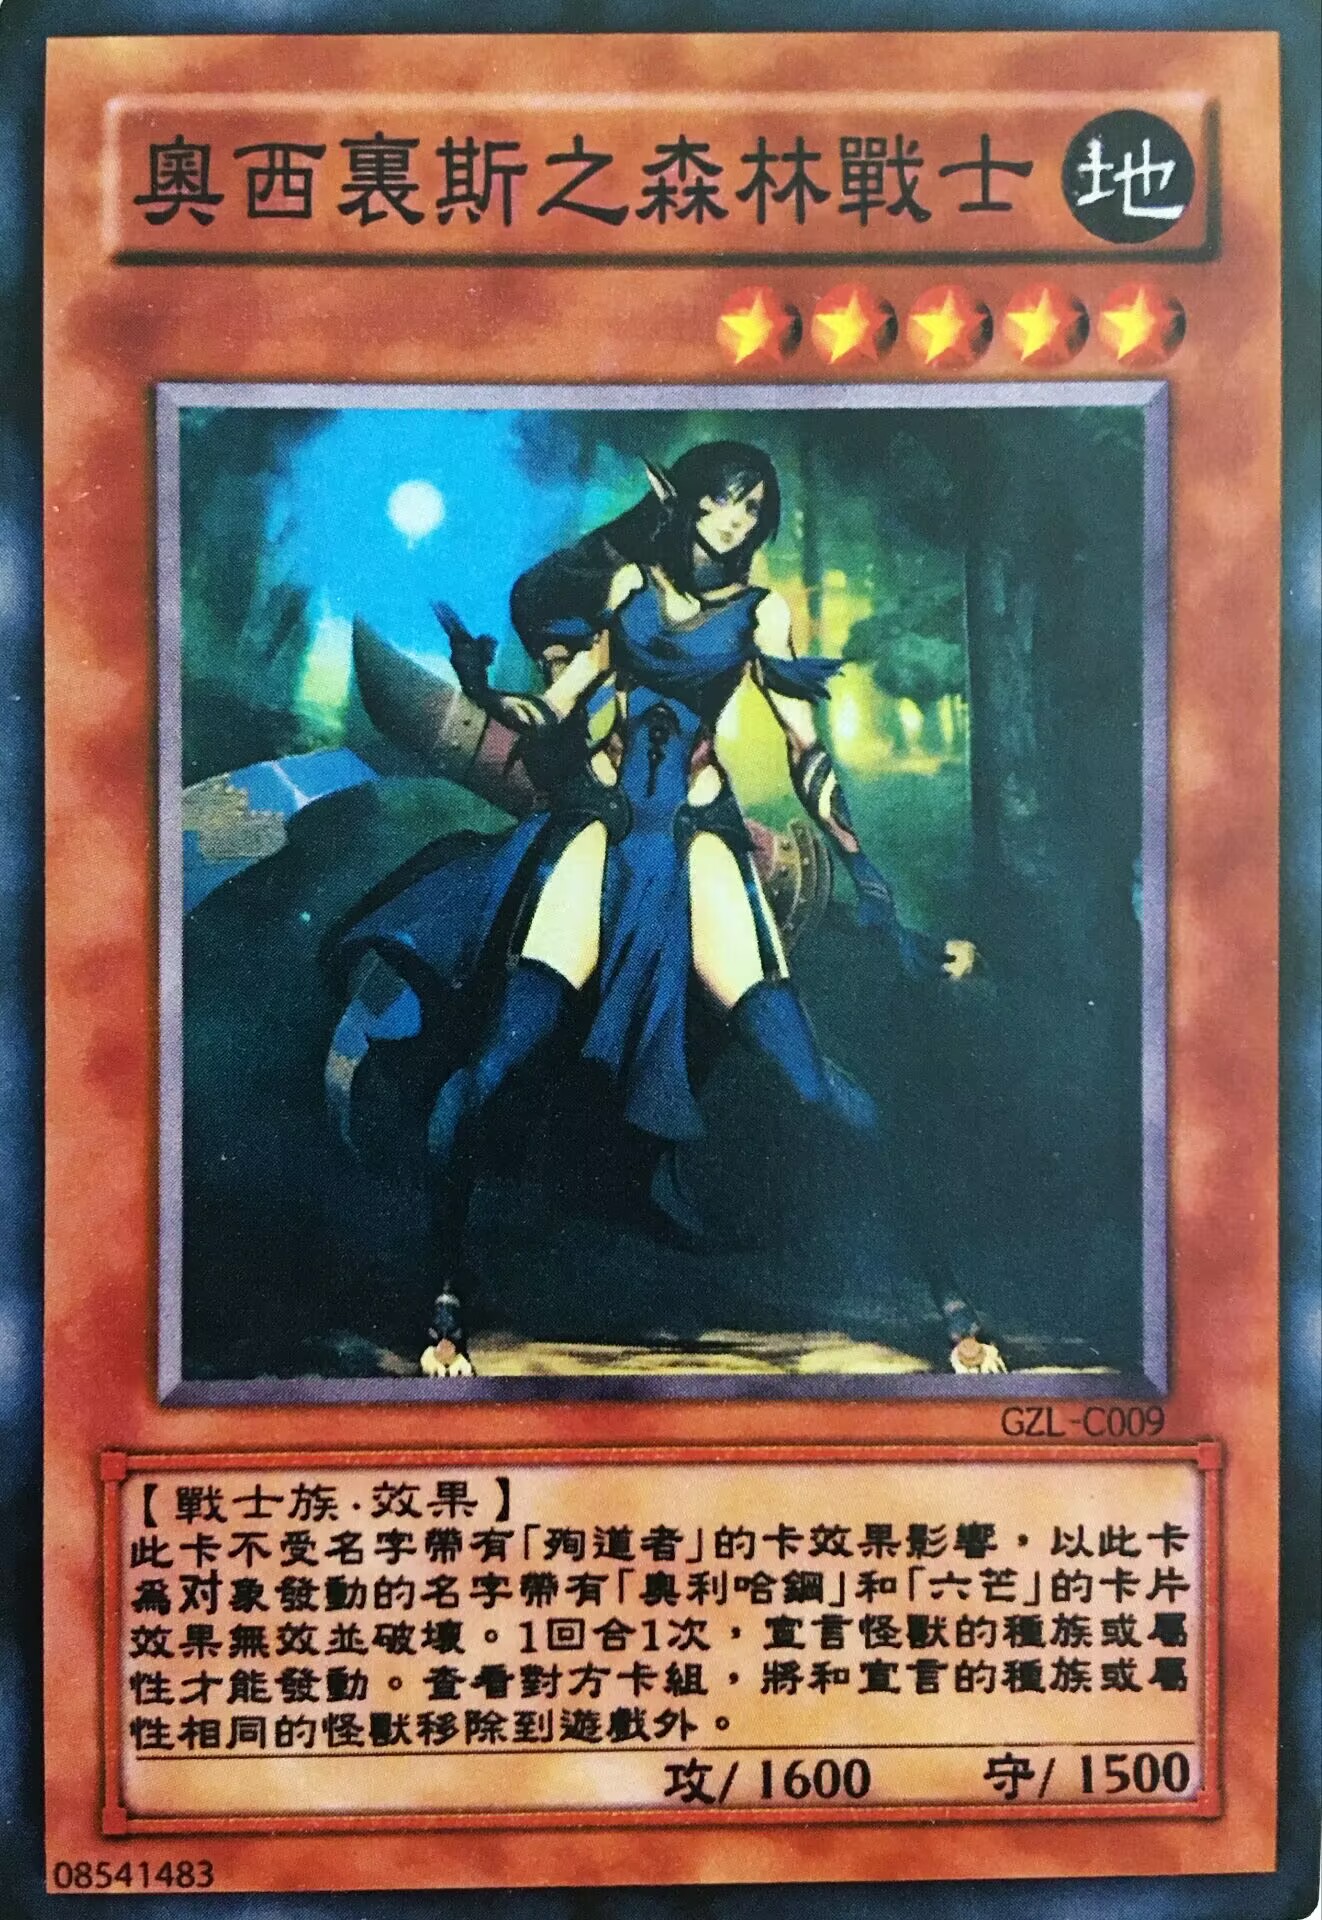 奧西裏斯之森林戰士 地
GZL-C009
【戰士族·效果】
此卡不受名字帶有「殉道者」的卡效果影響，以此卡
為对象發動的名字帶有「奧利哈鋼」和「六芒」的卡片
效果無效並破壞。1回合1次，宣言怪獸的種族或屬
性才能發動。查看對方卡組，將和宣言的種族或屬
性相同的怪獸移除到遊戲外。
攻/ 1600 守/ 1500
08541483